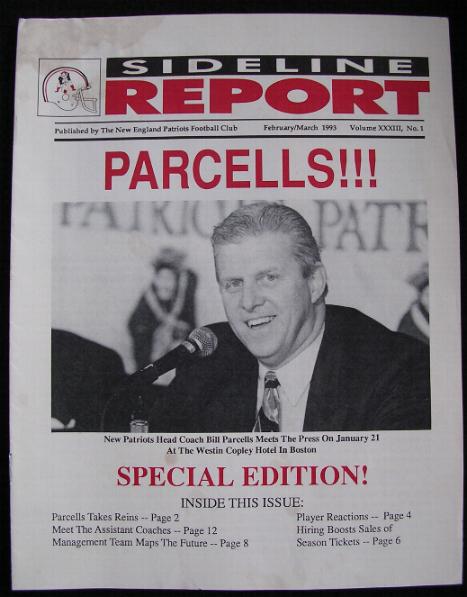 SIDELINE
REPORT
Published by The New England Patriots Football Club February/March 1993 Volume XXXIII, No. 1
PARCELLS!!!
PATRIOTS PATR
New Patriots Head Coach Bill Parcells Meets The Press On January 21
At The Westin Copley Hotel In Boston
SPECIAL EDITION!
INSIDE THIS ISSUE:
Parcells Takes Reins -- Page 2
Meet The Assistant Coaches -- Page 12
Management Team Maps The Future -- Page 8
Player Reactions -- Page 4
Hiring Boosts Sales of
Season Tickets -- Page 6